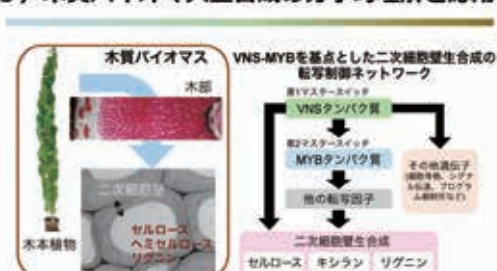 木質バイオマス
木部
二次細胞壁
セルロース
ヘミセルロース
リグニン
木本植物
VNS-MYBを基点とした二次細胞壁生合成の
転写制御ネットワーク
第1マスタースイッチ
VNSタンパク質
第2マスタースイッチ
MYBタンパク質
他の転写因子
その他遺伝子
二次細胞壁生合成
セルロース キシラン リグニン